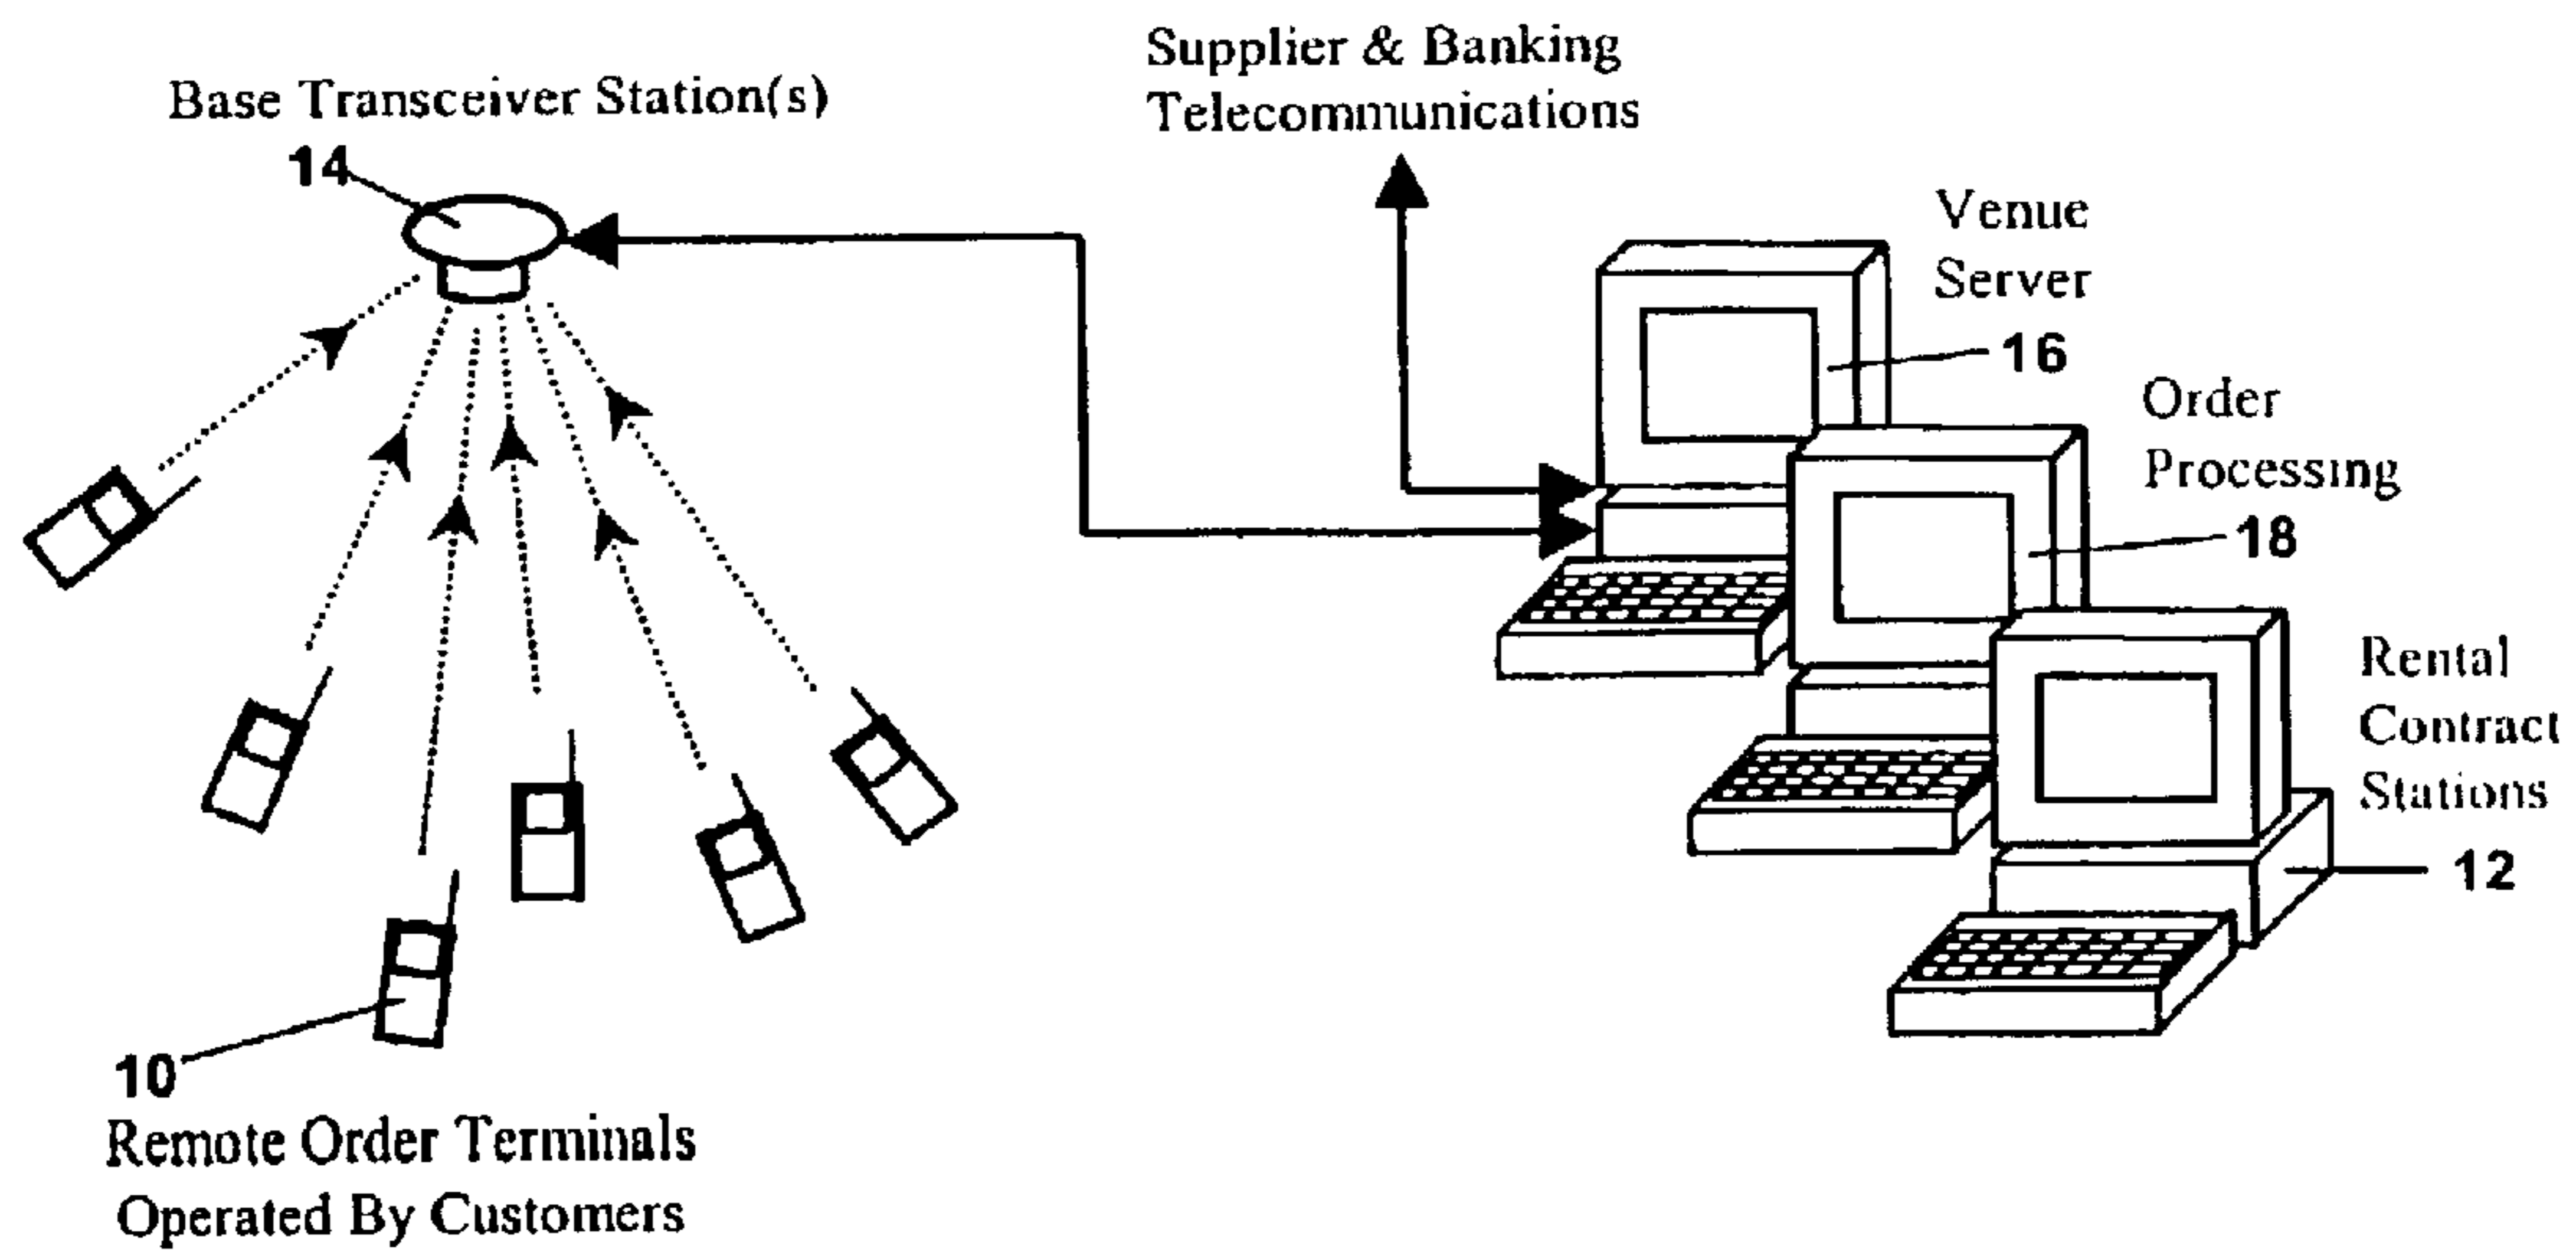 Base Transceiver Station(s)
14
Supplier & Banking
Telecommunications
Venue
Server
16
Order
Processing
18
Rental
Contract
Stations
12
10
Remote Order Terminals
Operated By Customers